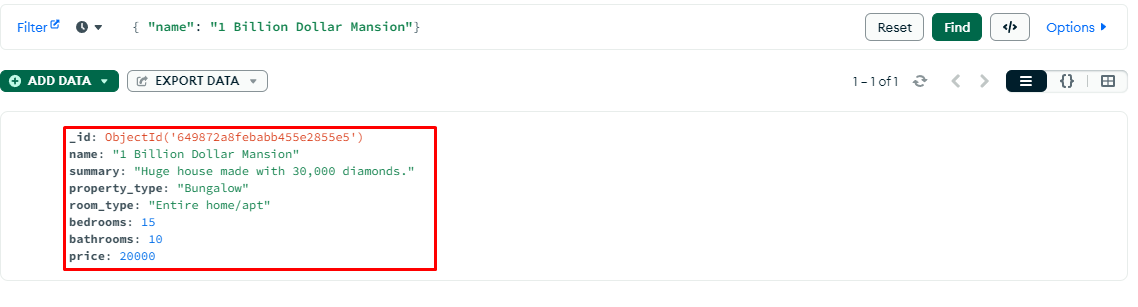 Filter { "name": "1 Billion Dollar Mansion"} Reset Find </> Options
ADD DATA EXPORT DATA 1 – 1 of 1 {}
_id: ObjectId('649872a8febabb455e2855e5')
name: "1 Billion Dollar Mansion"
summary: "Huge house made with 30,000 diamonds."
property_type: "Bungalow"
room_type: "Entire home/apt"
bedrooms: 15
bathrooms: 10
price: 20000